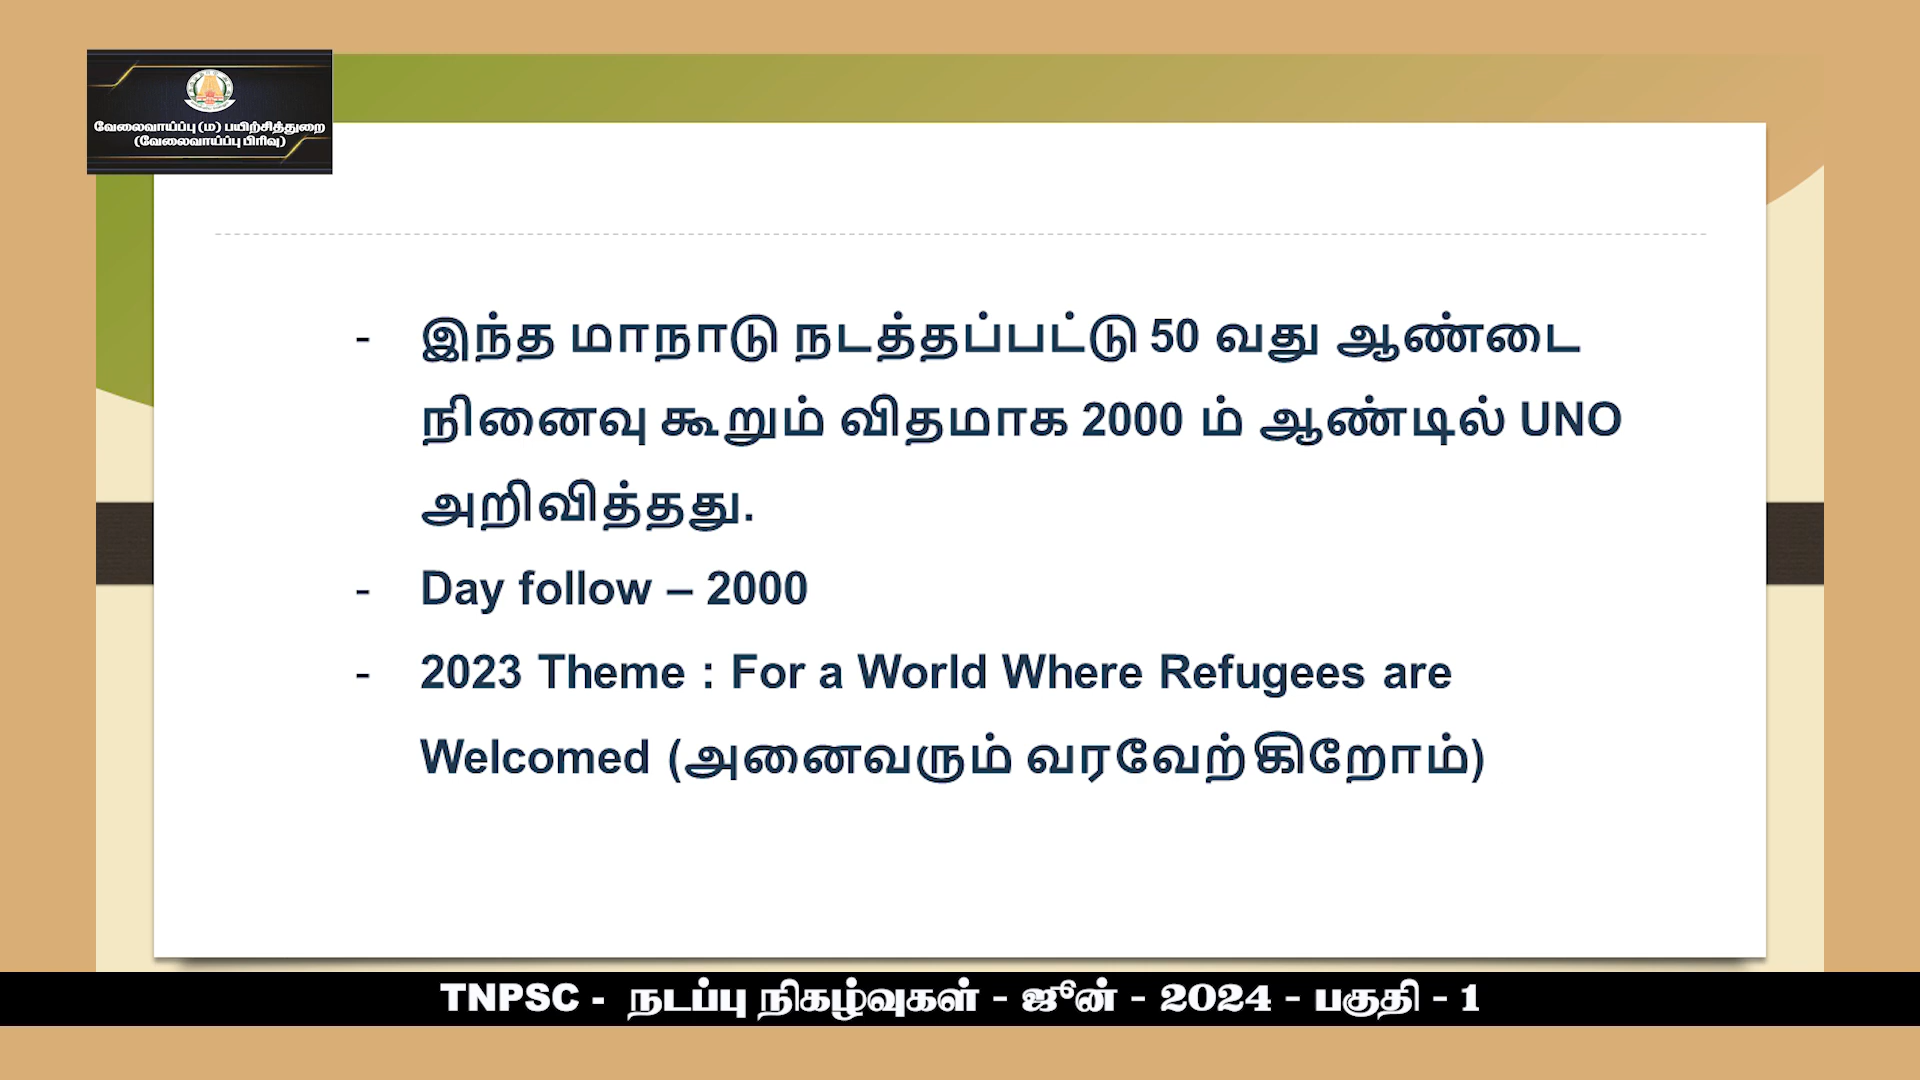 வேலைவாய்ப்பு (ம) பயிற்சித்துறை
(வேலைவாய்ப்பு பிரிவு)
- இந்த மாநாடு நடத்தப்பட்டு 50 வது ஆண்டை
நினைவு கூறும் விதமாக 2000 ம் ஆண்டில் UNO
அறிவித்தது.
- Day follow – 2000
- 2023 Theme : For a World Where Refugees are
Welcomed (அனைவரும் வரவேற்கிறோம்)
TNPSC - நடப்பு நிகழ்வுகள் - ஜூன் - 2024 - பகுதி - 1